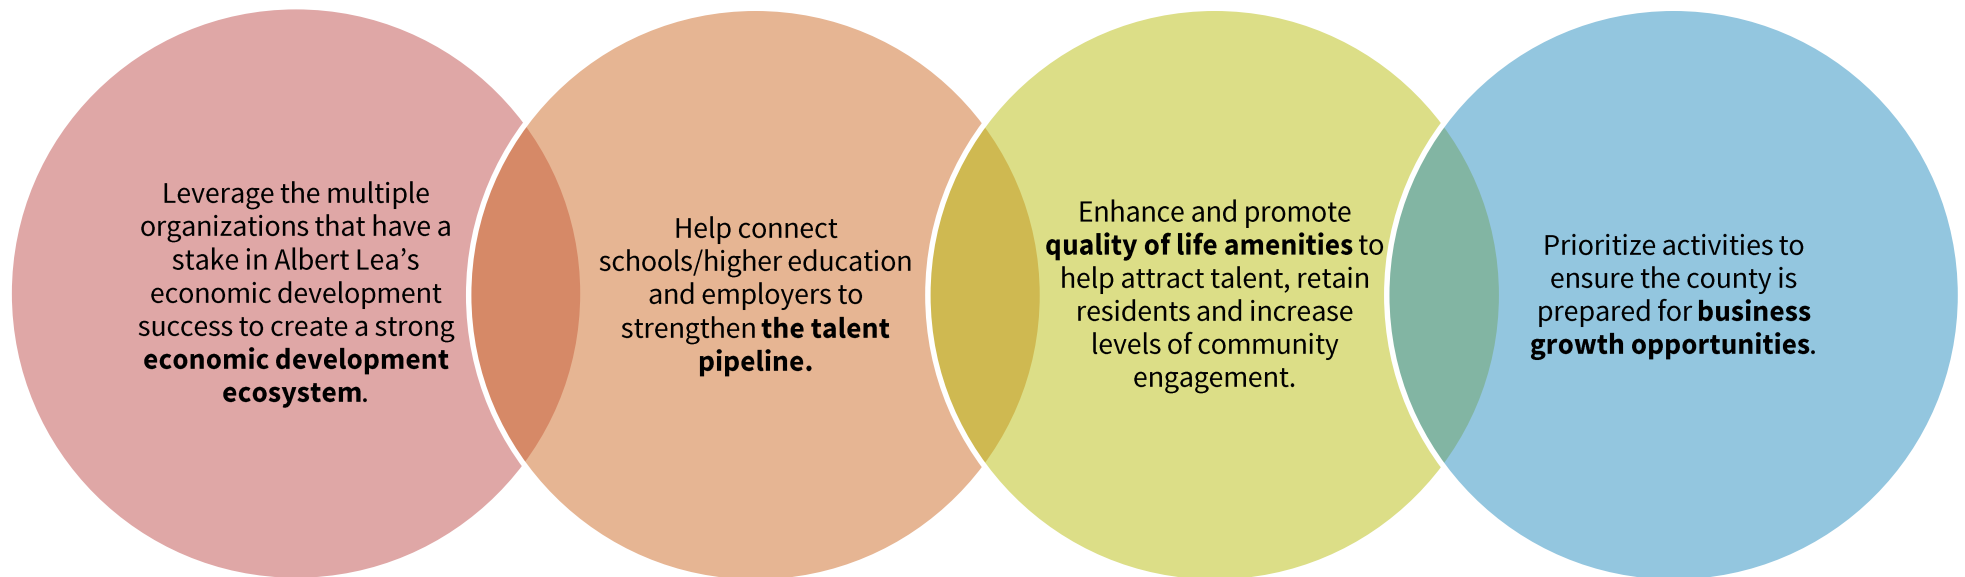 Leverage the multiple
organizations that have a
stake in Albert Lea’s
economic development
success to create a strong
economic development
ecosystem.
Help connect
schools/higher education
and employers to
strengthen the talent
pipeline.
Enhance and promote
quality of life amenities to
help attract talent, retain
residents and increase
levels of community
engagement.
Prioritize activities to
ensure the county is
prepared for business
growth opportunities.